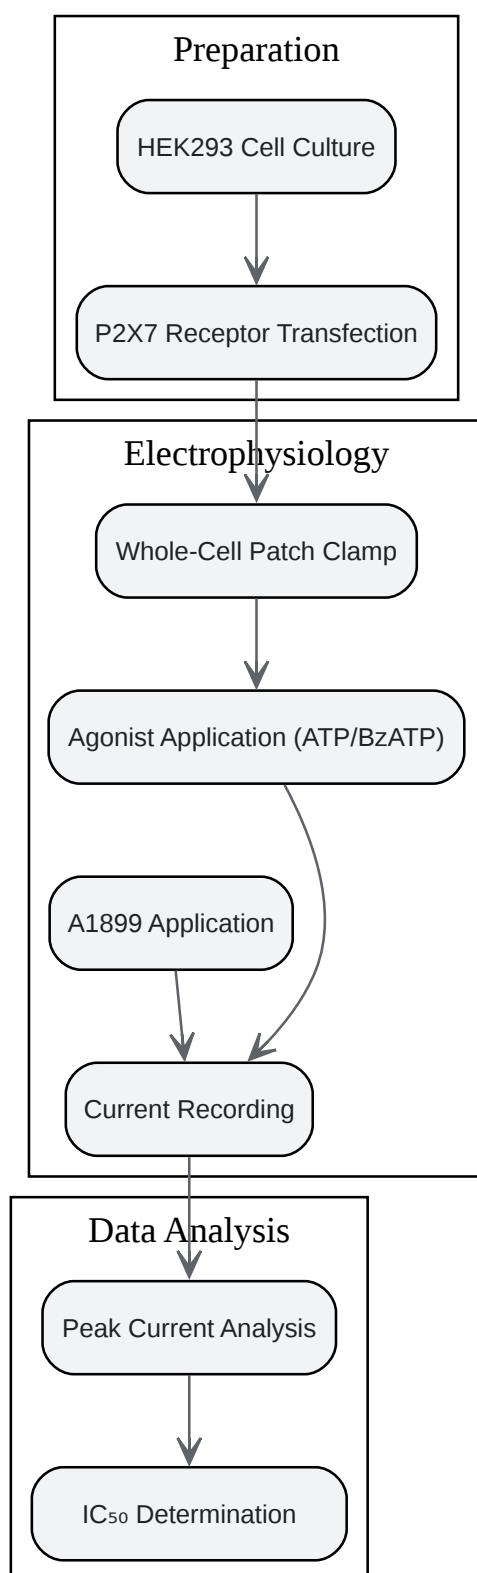 Preparation
HEK293 Cell Culture
P2X7 Receptor Transfection
Electrophysiology
Whole-Cell Patch Clamp
Agonist Application (ATP/BzATP)
A1899 Application
Current Recording
Data Analysis
Peak Current Analysis
IC₅₀ Determination